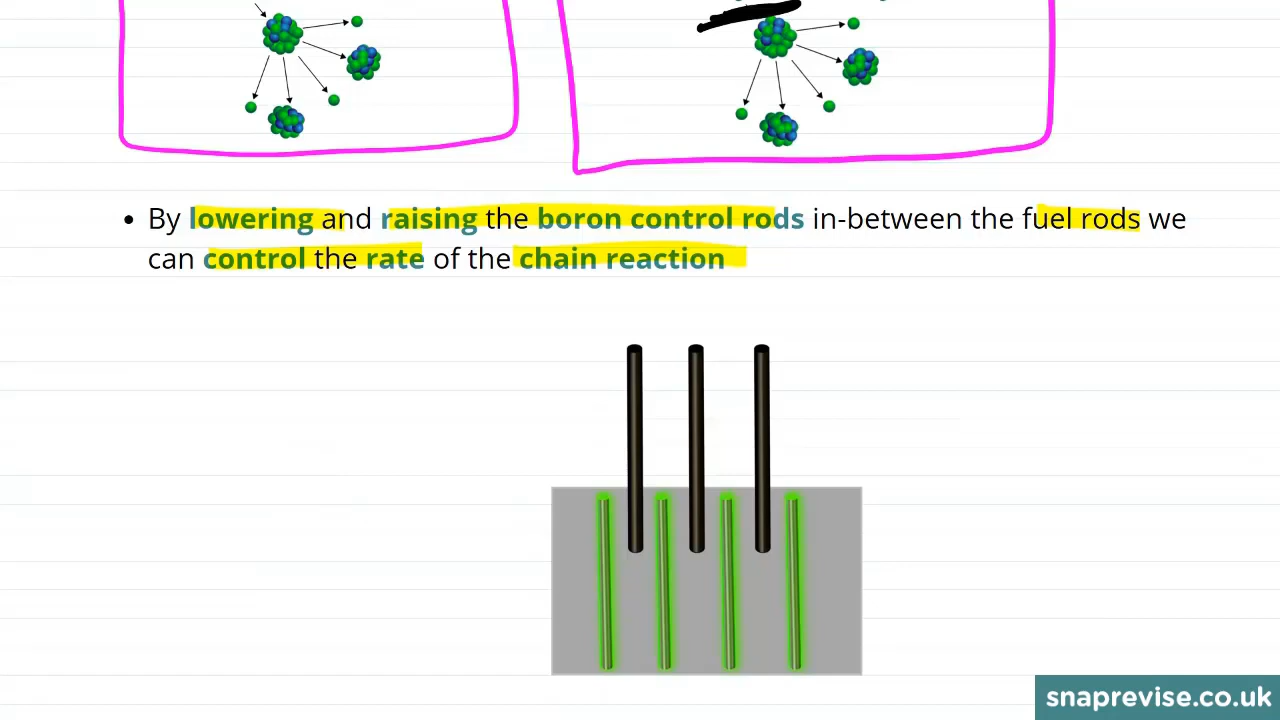 • By lowering and raising the boron control rods in-between the fuel rods we
can control the rate of the chain reaction
snaprevise.co.uk